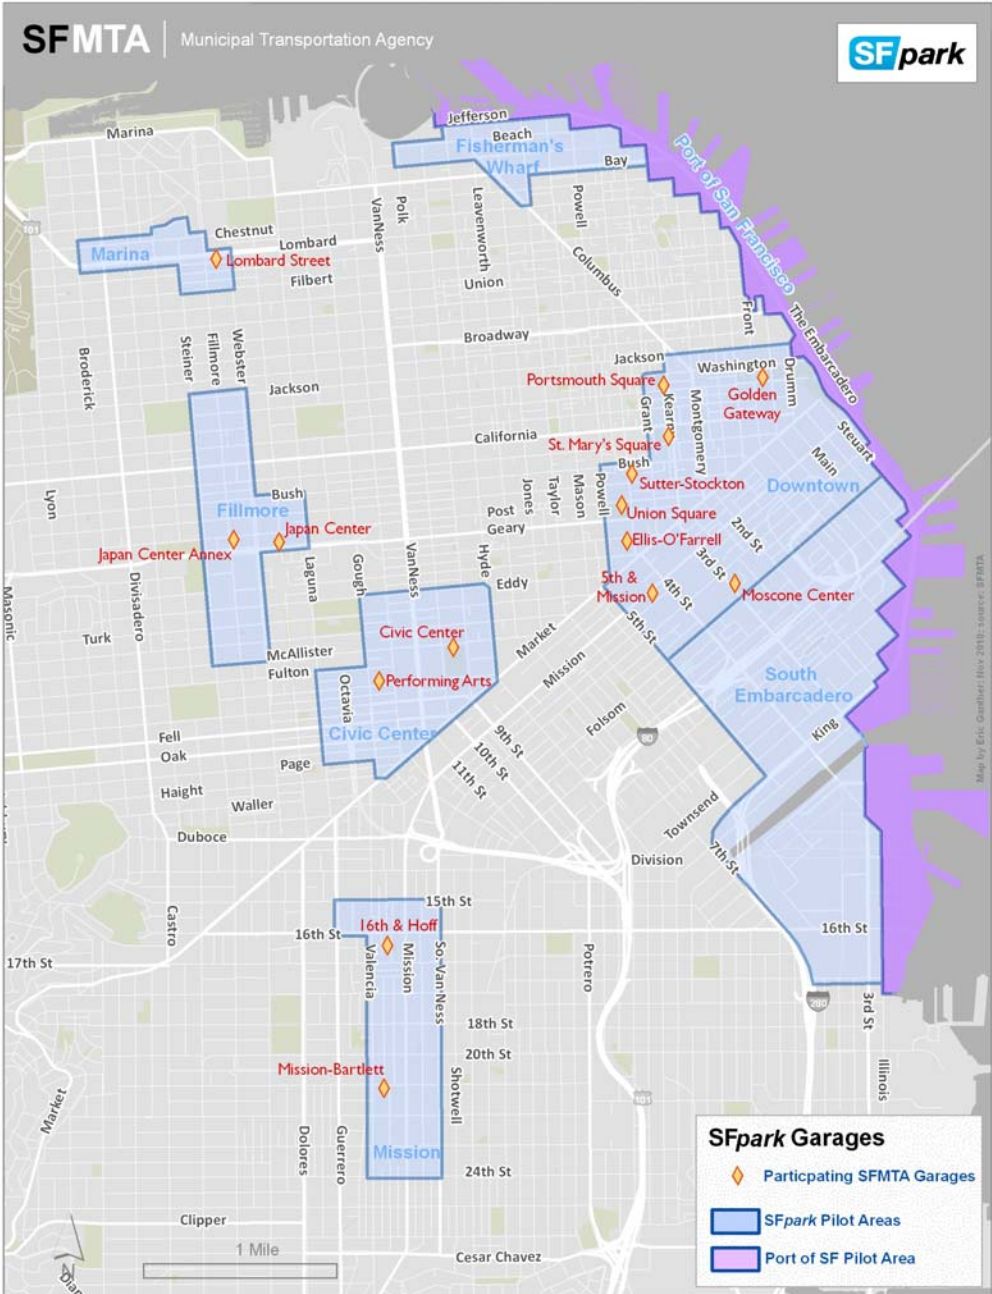 SFMTA
Municipal Transportation Agency
SFpark
Jefferson
Beach
Fisherman's
Wharf
Bay
Port of San Francisco
Marina
101
Polk
VanNess
Leavenworth
Powell
Chestnut
Lombard
Marina
Lombard Street
Filbert
Union
Columbus
Front
The Embarcadero
Broadway
Steiner
Fillmore
Webster
Broderick
Jackson
Washington
Drumm
Portsmouth Square
Golden
Gateway
Jackson
Grant
Kearny
Montgomery
California
St. Mary's Square
Steuart
Main
Bush
Sutter-Stockton
Downtown
Lyon
Bush
Fillmore
Jones
Taylor
Mason
Powell
Post
Geary
Union Square
2nd St
Japan Center
Japan Center Annex
Ellis-O'Farrell
3rd St
Laguna
Gough
VanNess
Hyde
Eddy
5th &
Mission
4th St
Moscone Center
Masonic
Divisadero
Turk
5th St
Civic Center
Market
McAllister
Fulton
Mission
Octavia
Performing Arts
South
Embarcadero
Civic Center
Folsom
80
King
Fell
Oak
9th St
Page
10th St
11th St
Haight
Waller
Townsend
Duboce
Division
7th St
15th St
Castro
16th & Hoff
16th St
16th St
Valencia
Mission
So. Van Ness
Potrero
17th St
280
3rd St
18th St
20th St
Mission-Bartlett
Shotwell
Illinois
Market
101
Dolores
Guerrero
Mission
24th St
Clipper
1 Mile
Cesar Chavez
N
SFpark Garages
Particpating SFMTA Garages
SFpark Pilot Areas
Port of SF Pilot Area
Map by Eric Ganther: Nov 2010: source: SFMTA